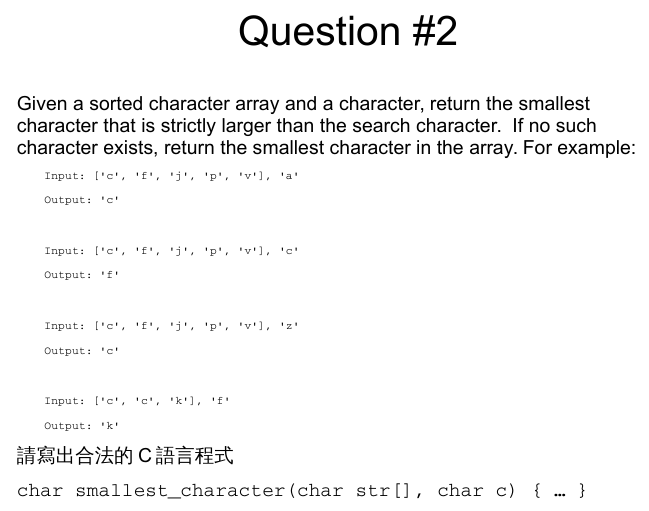 Question #2
Given a sorted character array and a character, return the smallest
character that is strictly larger than the search character.  If no such
character exists, return the smallest character in the array. For example:
Input: ['c', 'f', 'j', 'p', 'v'], 'a'
Output: 'c'
Input: ['c', 'f', 'j', 'p', 'v'], 'c'
Output: 'f'
Input: ['c', 'f', 'j', 'p', 'v'], 'z'
Output: 'c'
Input: ['c', 'c', 'k'], 'f'
Output: 'k'
請寫出合法的 C 語言程式
char smallest_character(char str[], char c) { … }